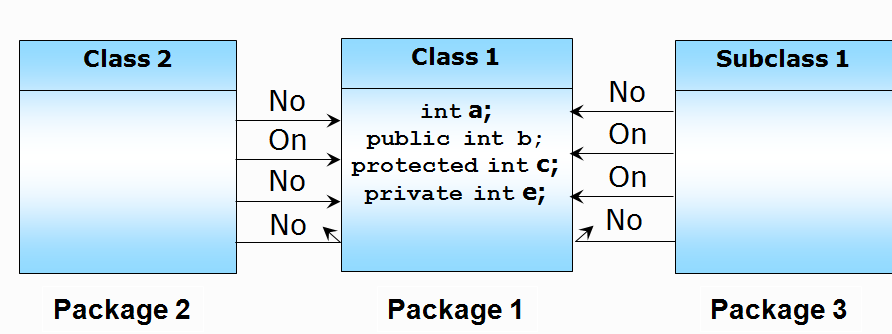 Class 2
No
On
No
No
Package 2
Class 1
int a;
public int b;
protected int c;
private int e;
Package 1
Subclass 1
No
On
On
No
Package 3